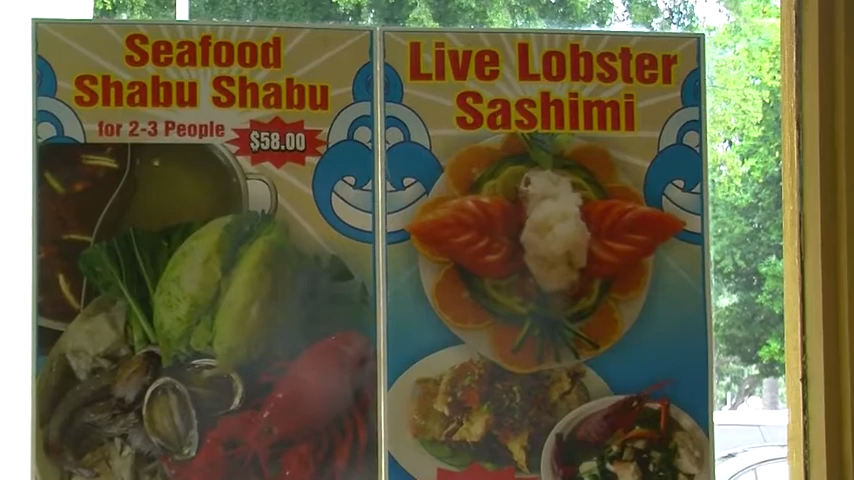 Seafood
Shabu Shabu
for 2-3 People
$58.00
Live Lobster
Sashimi